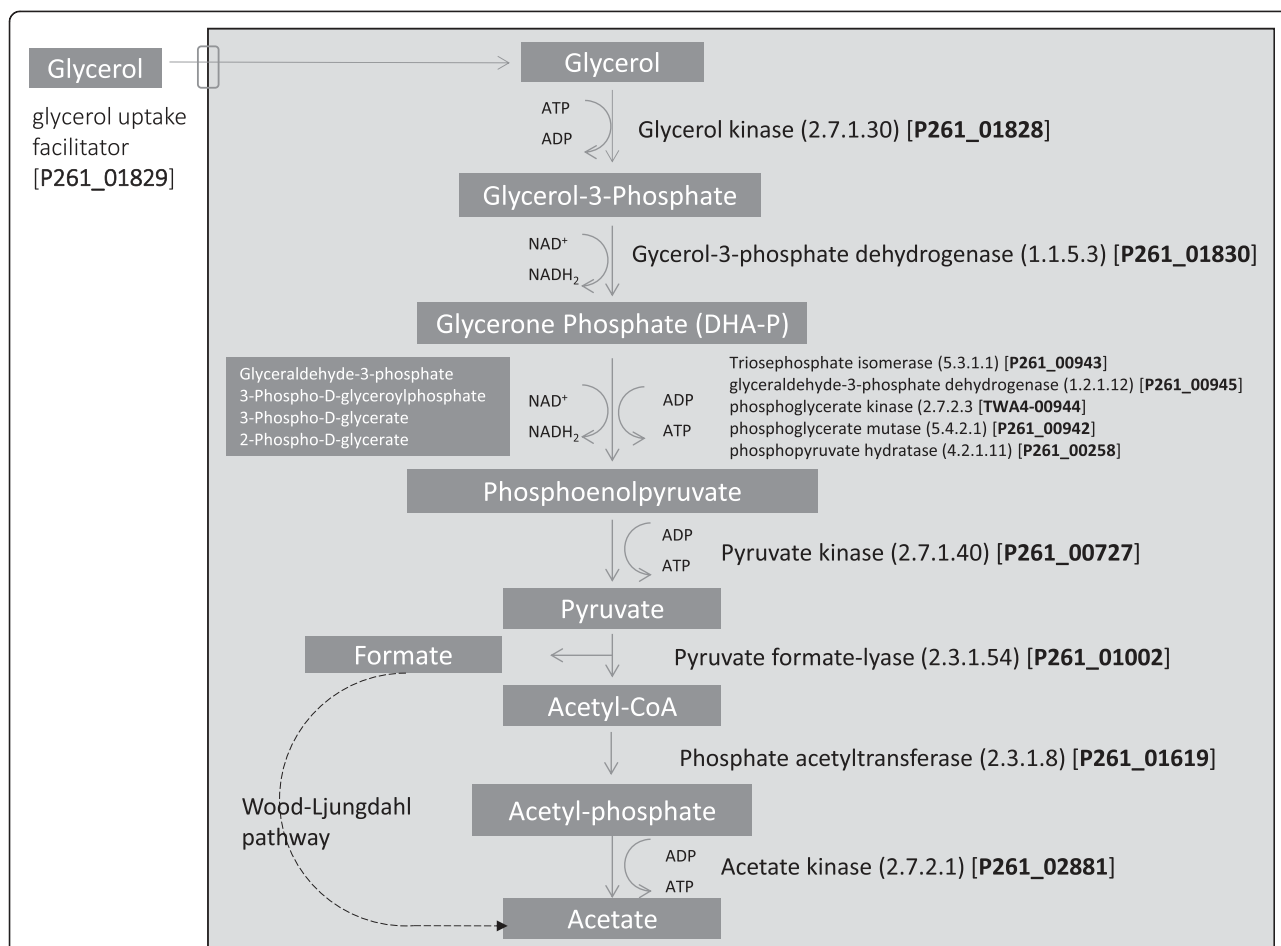 Glycerol
glycerol uptake
facilitator
[P261_01829]
Glycerol
ATP
ADP
Glycerol kinase (2.7.1.30) [P261_01828]
Glycerol-3-Phosphate
NAD⁺
NADH₂
Gycerol-3-phosphate dehydrogenase (1.1.5.3) [P261_01830]
Glycerone Phosphate (DHA-P)
Glyceraldehyde-3-phosphate
3-Phospho-D-glyceroylphosphate
3-Phospho-D-glycerate
2-Phospho-D-glycerate
NAD⁺
NADH₂
ADP
ATP
Triosephosphate isomerase (5.3.1.1) [P261_00943]
glyceraldehyde-3-phosphate dehydrogenase (1.2.1.12) [P261_00945]
phosphoglycerate kinase (2.7.2.3 [TWA4-00944]
phosphoglycerate mutase (5.4.2.1) [P261_00942]
phosphopyruvate hydratase (4.2.1.11) [P261_00258]
Phosphoenolpyruvate
ADP
ATP
Pyruvate kinase (2.7.1.40) [P261_00727]
Pyruvate
Formate
Pyruvate formate-lyase (2.3.1.54) [P261_01002]
Acetyl-CoA
Phosphate acetyltransferase (2.3.1.8) [P261_01619]
Wood-Ljungdahl
pathway
Acetyl-phosphate
ADP
ATP
Acetate kinase (2.7.2.1) [P261_02881]
Acetate